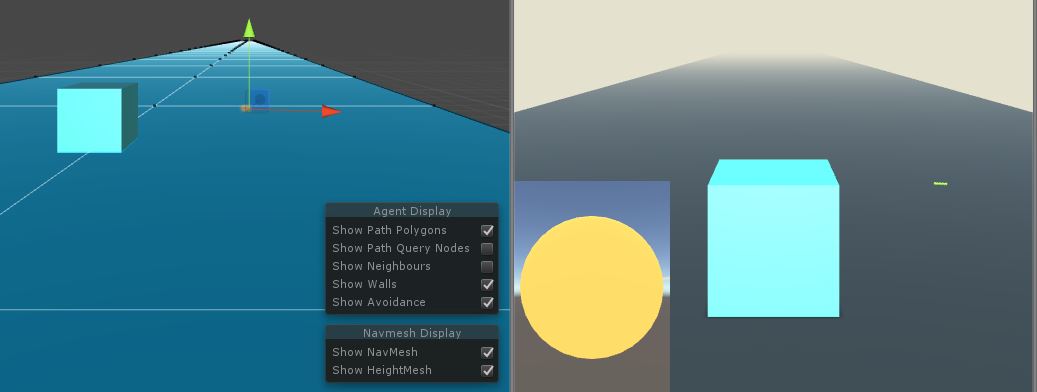 Agent Display
Show Path Polygons
Show Path Query Nodes
Show Neighbours
Show Walls
Show Avoidance
Navmesh Display
Show NavMesh
Show HeightMesh